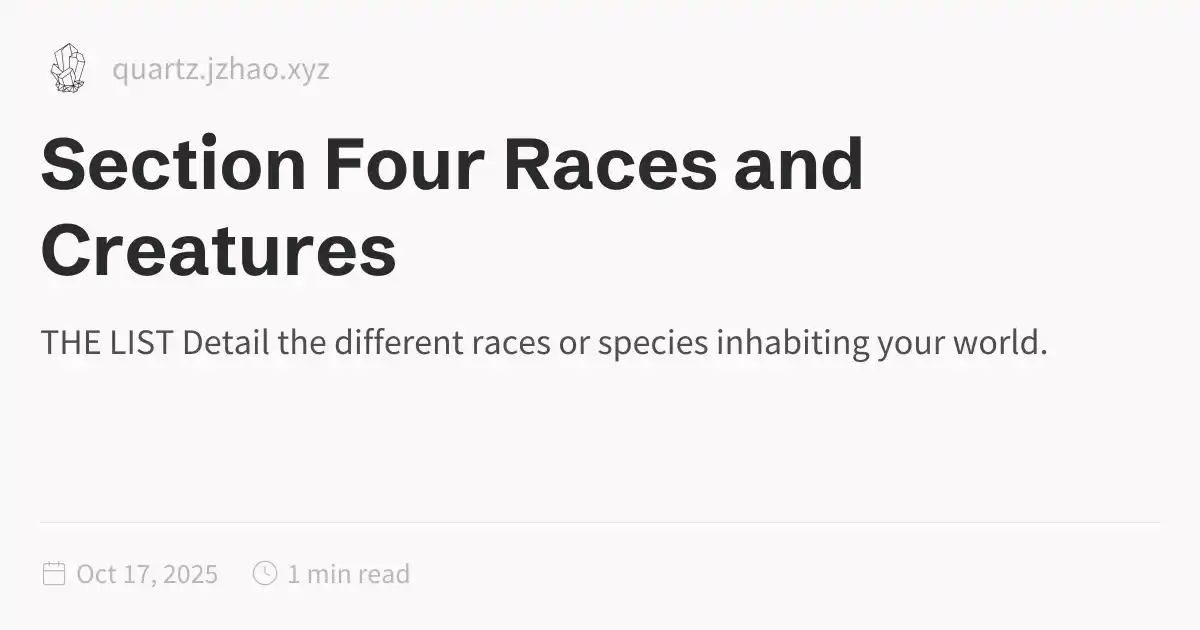 quartz.jzhao.xyz
Section Four Races and
Creatures
THE LIST Detail the different races or species inhabiting your world.
Oct 17, 2025
1 min read